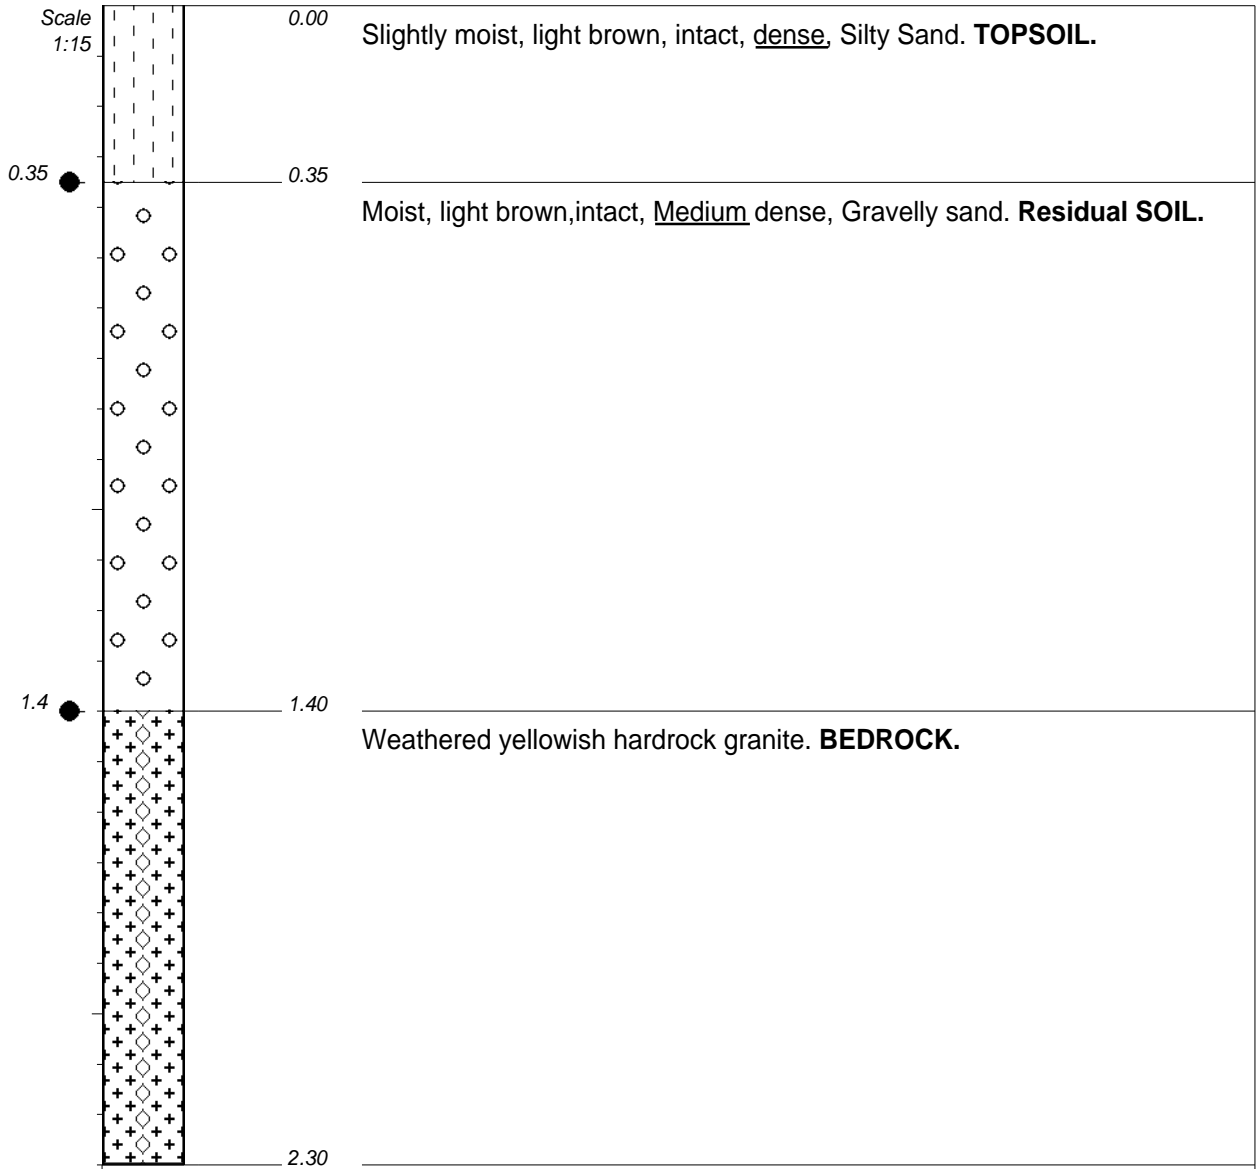 Scale
1:15
0.00
Slightly moist, light brown, intact, dense, Silty Sand. TOPSOIL.
0.35
0.35
Moist, light brown,intact, Medium dense, Gravelly sand. Residual SOIL.
1.4
1.40
Weathered yellowish hardrock granite. BEDROCK.
2.30